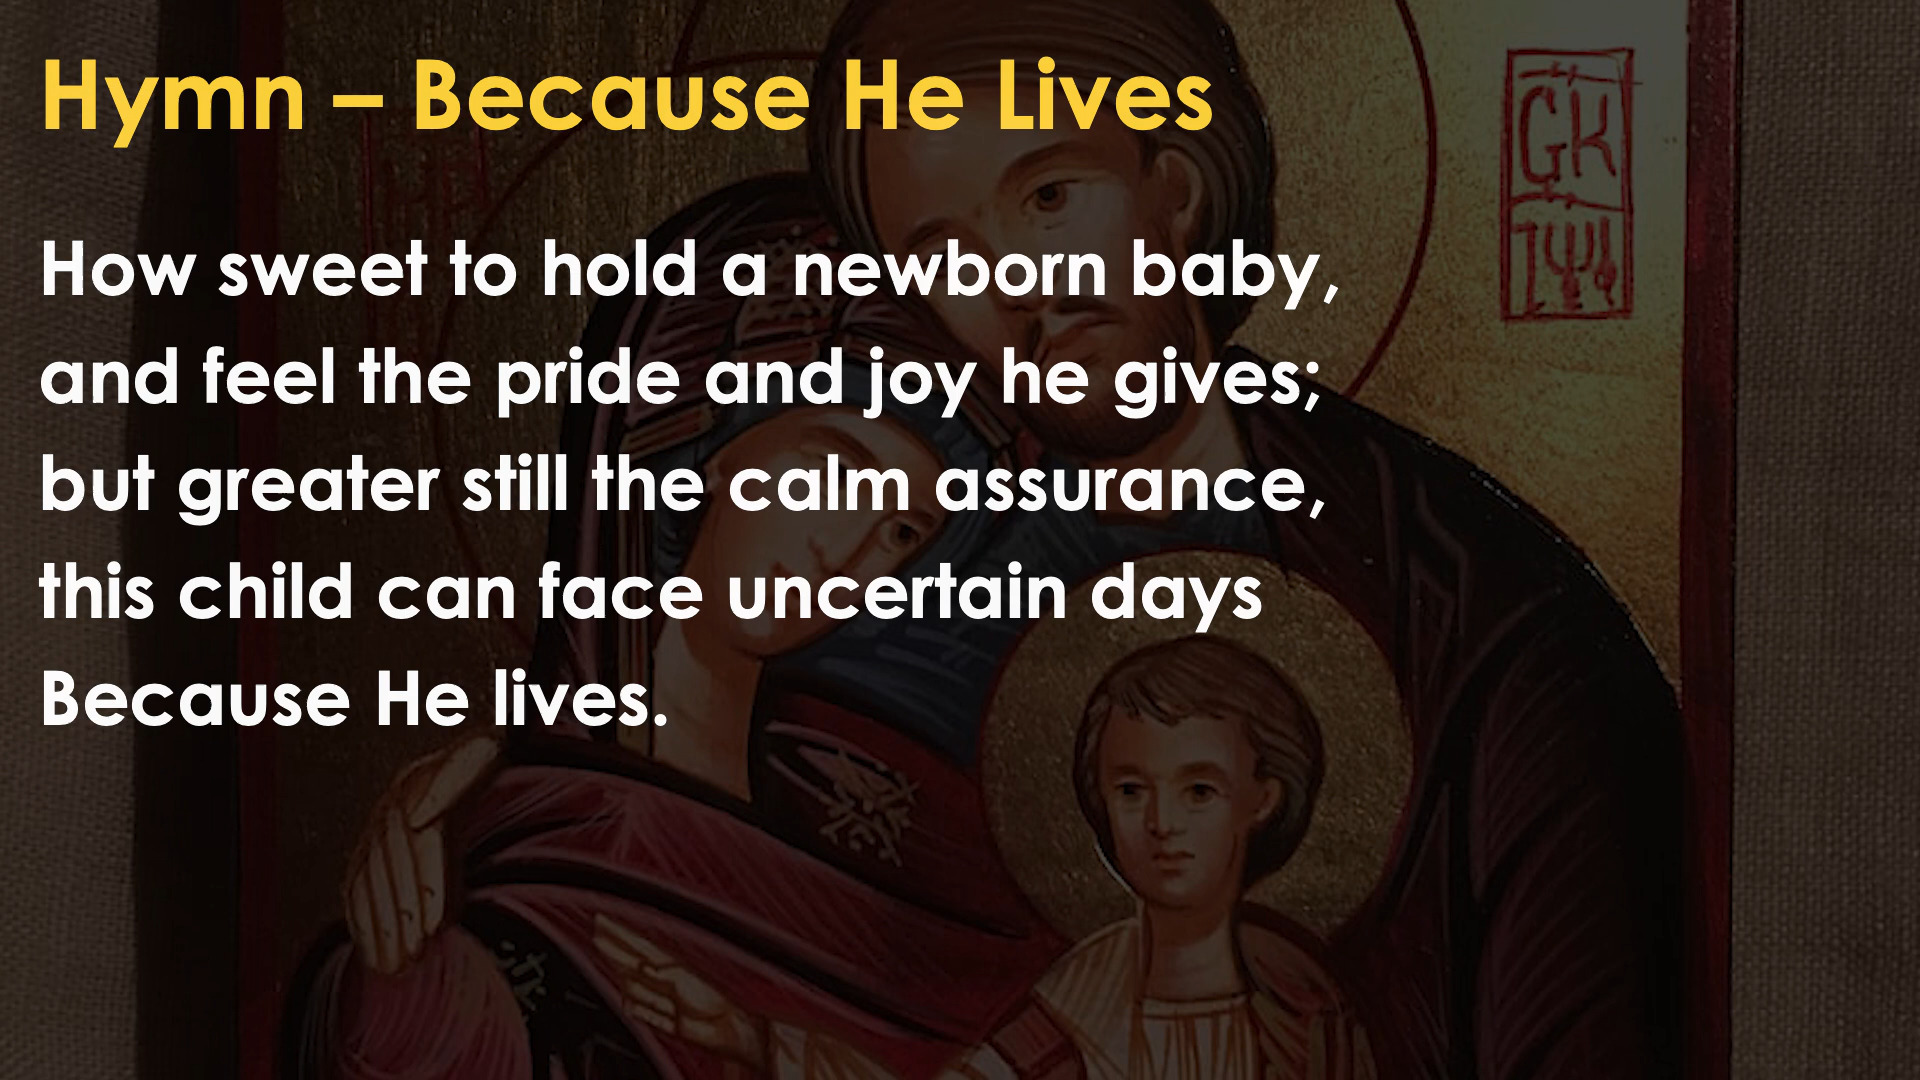 Hymn – Because He Lives
How sweet to hold a newborn baby,
and feel the pride and joy he gives;
but greater still the calm assurance,
this child can face uncertain days
Because He lives.
GK